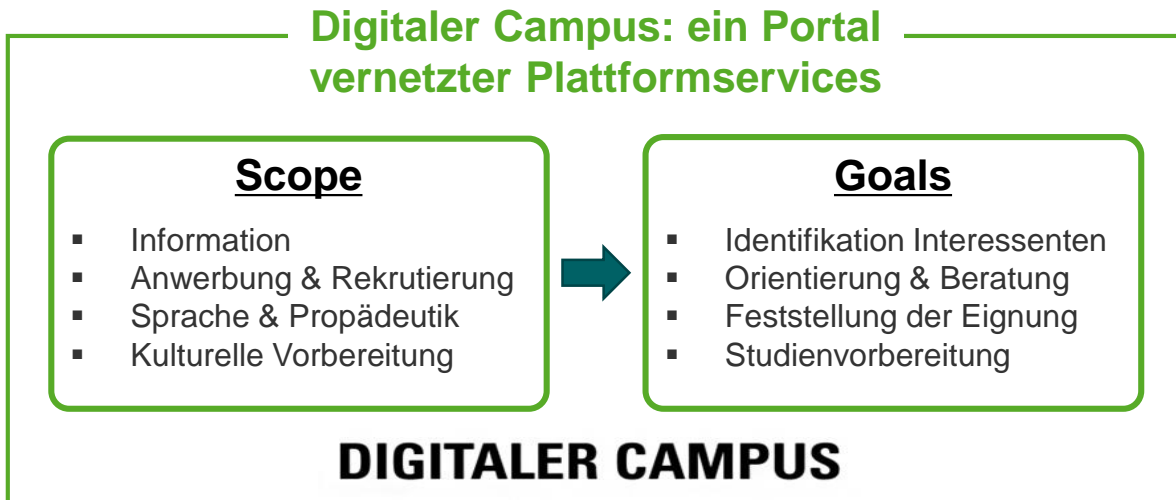 Digitaler Campus: ein Portal
vernetzter Plattformservices
Scope
▪ Information
▪ Anwerbung & Rekrutierung
▪ Sprache & Propädeutik
▪ Kulturelle Vorbereitung
Goals
▪ Identifikation Interessenten
▪ Orientierung & Beratung
▪ Feststellung der Eignung
▪ Studienvorbereitung
DIGITALER CAMPUS